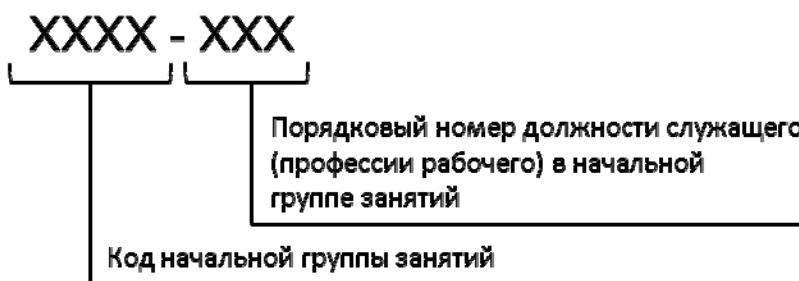 XXXX - XXX
Порядковый номер должности служащего
(профессии рабочего) в начальной
группе занятий
Код начальной группы занятий